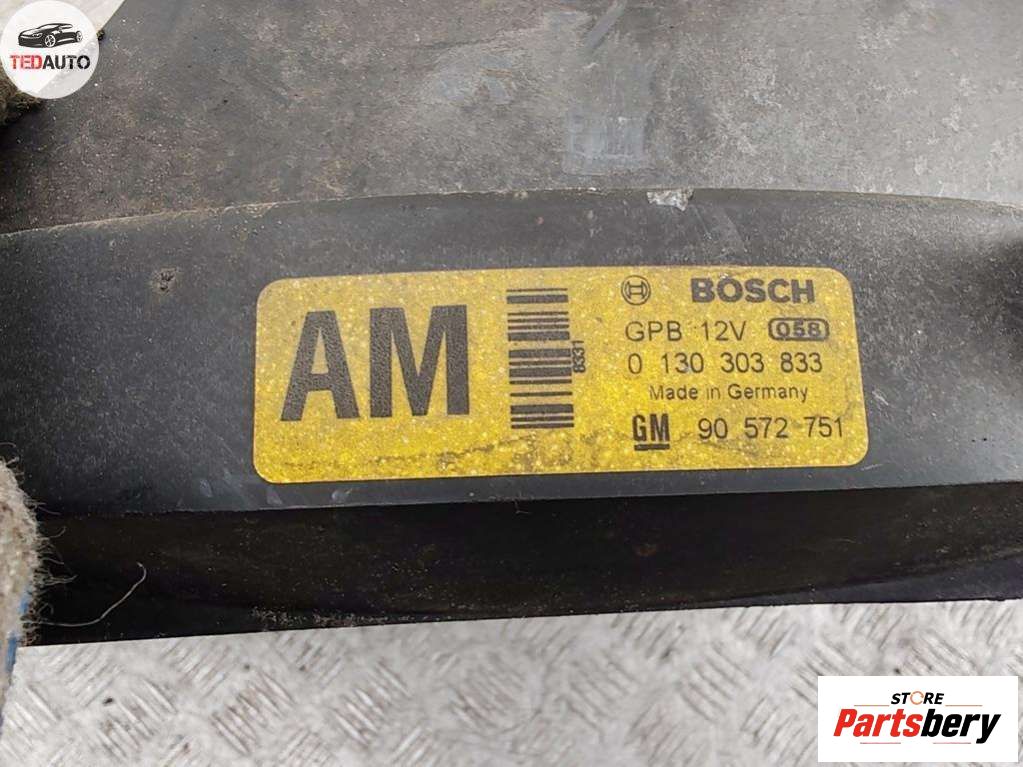 TEDAUTO
AM
8331
BOSCH
GPB 12V 058
0 130 303 833
Made in Germany
GM 90 572 751
STORE
Partsbery